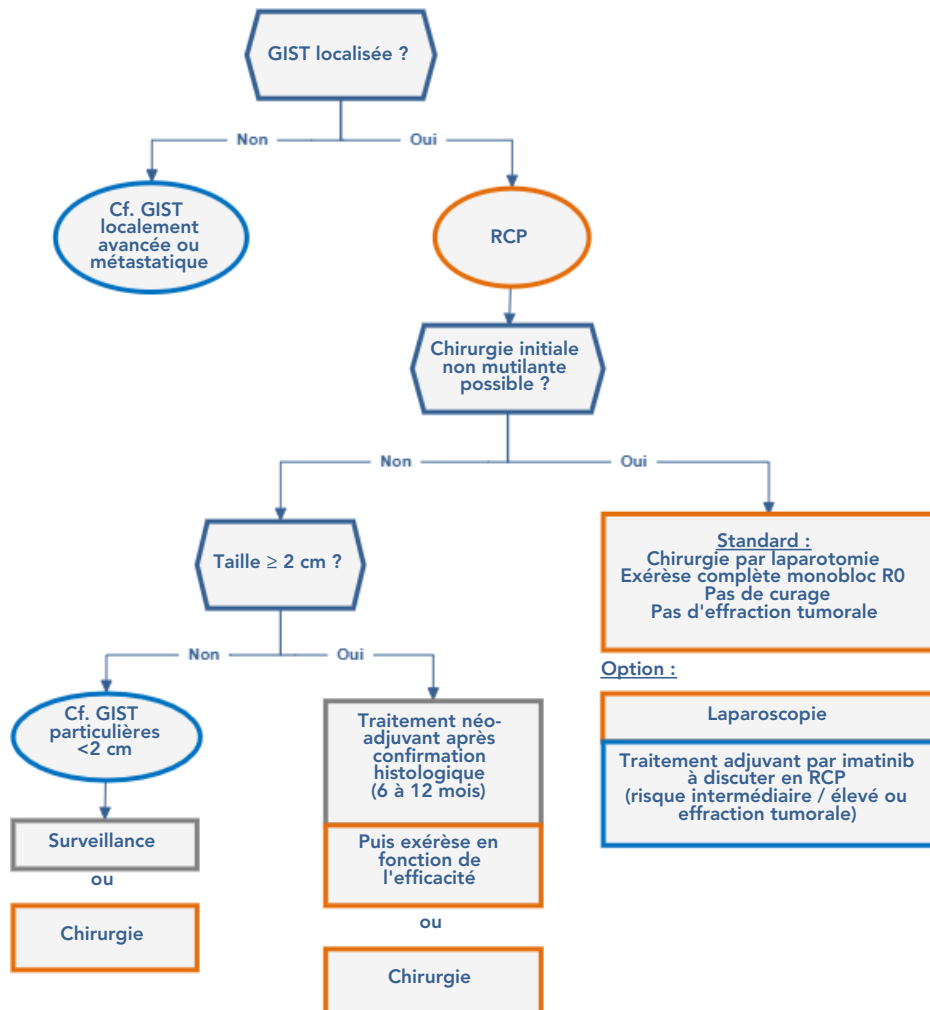 GIST localisée ?
Non
Oui
Cf. GIST
localement
avancée ou
métastatique
RCP
Chirurgie initiale
non mutilante
possible ?
Non
Oui
Taille ≥ 2 cm ?
Standard :
Chirurgie par laparotomie
Exérèse complète monobloc R0
Pas de curage
Pas d'effraction tumorale
Non
Oui
Option :
Cf. GIST
particulières
<2 cm
Traitement néo-
adjuvant après
confirmation
histologique
(6 à 12 mois)
Laparoscopie
Traitement adjuvant par imatinib
à discuter en RCP
(risque intermédiaire / élevé ou
effraction tumorale)
Surveillance
Puis exérèse en
fonction de
l'efficacité
ou
Chirurgie
ou
Chirurgie